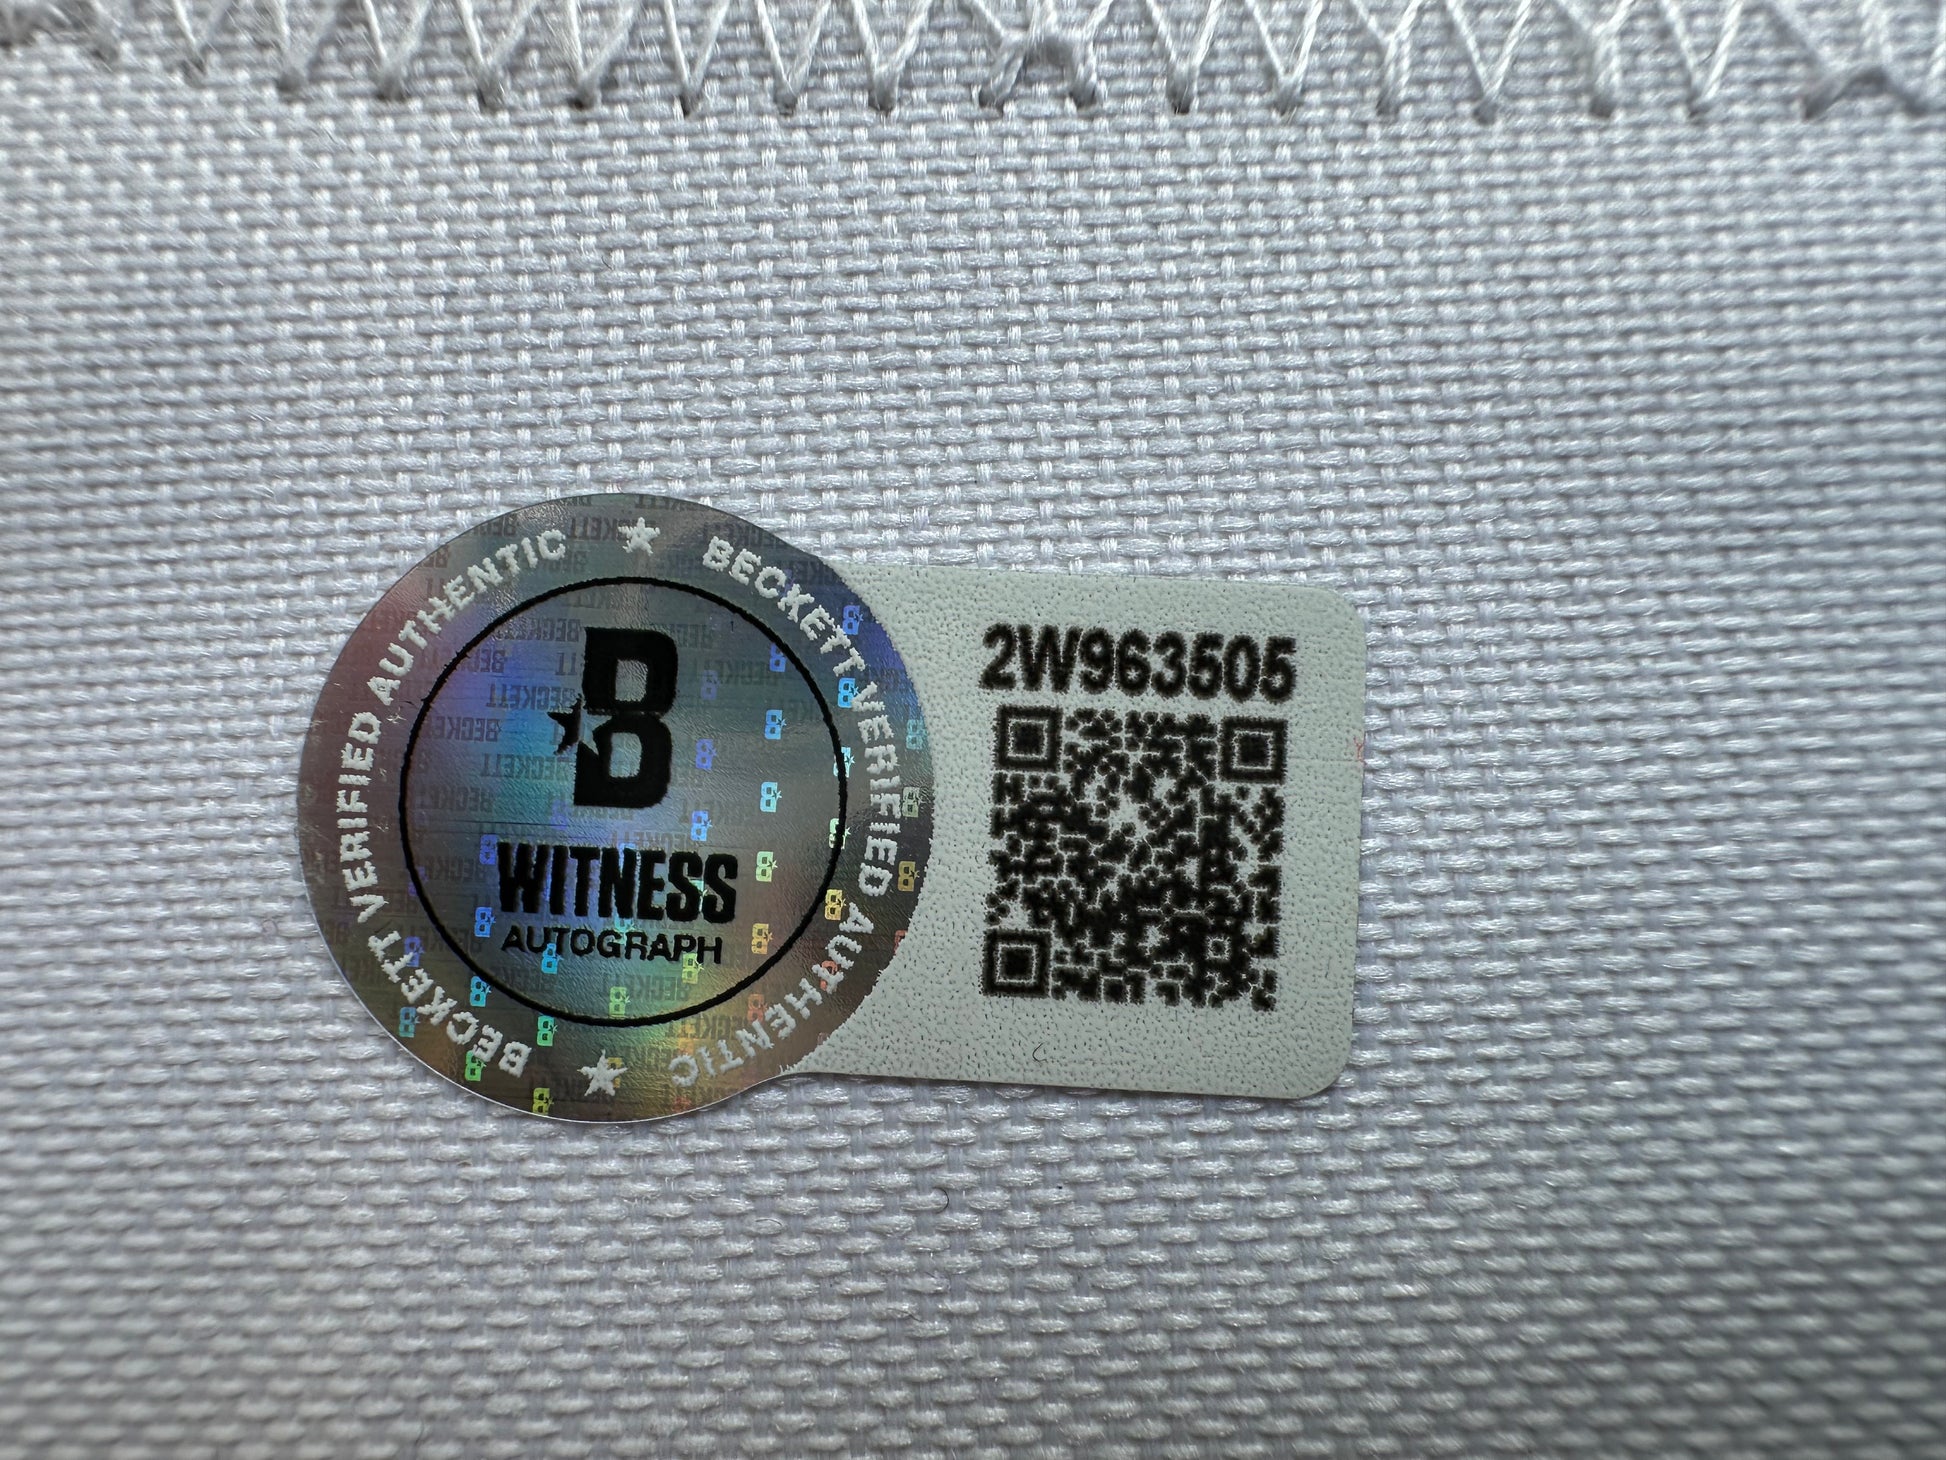 BECKETT VERIFIED AUTHENTIC ★ BECKETT VERIFIED AUTHENTIC ★
B
WITNESS
AUTOGRAPH
2W963505